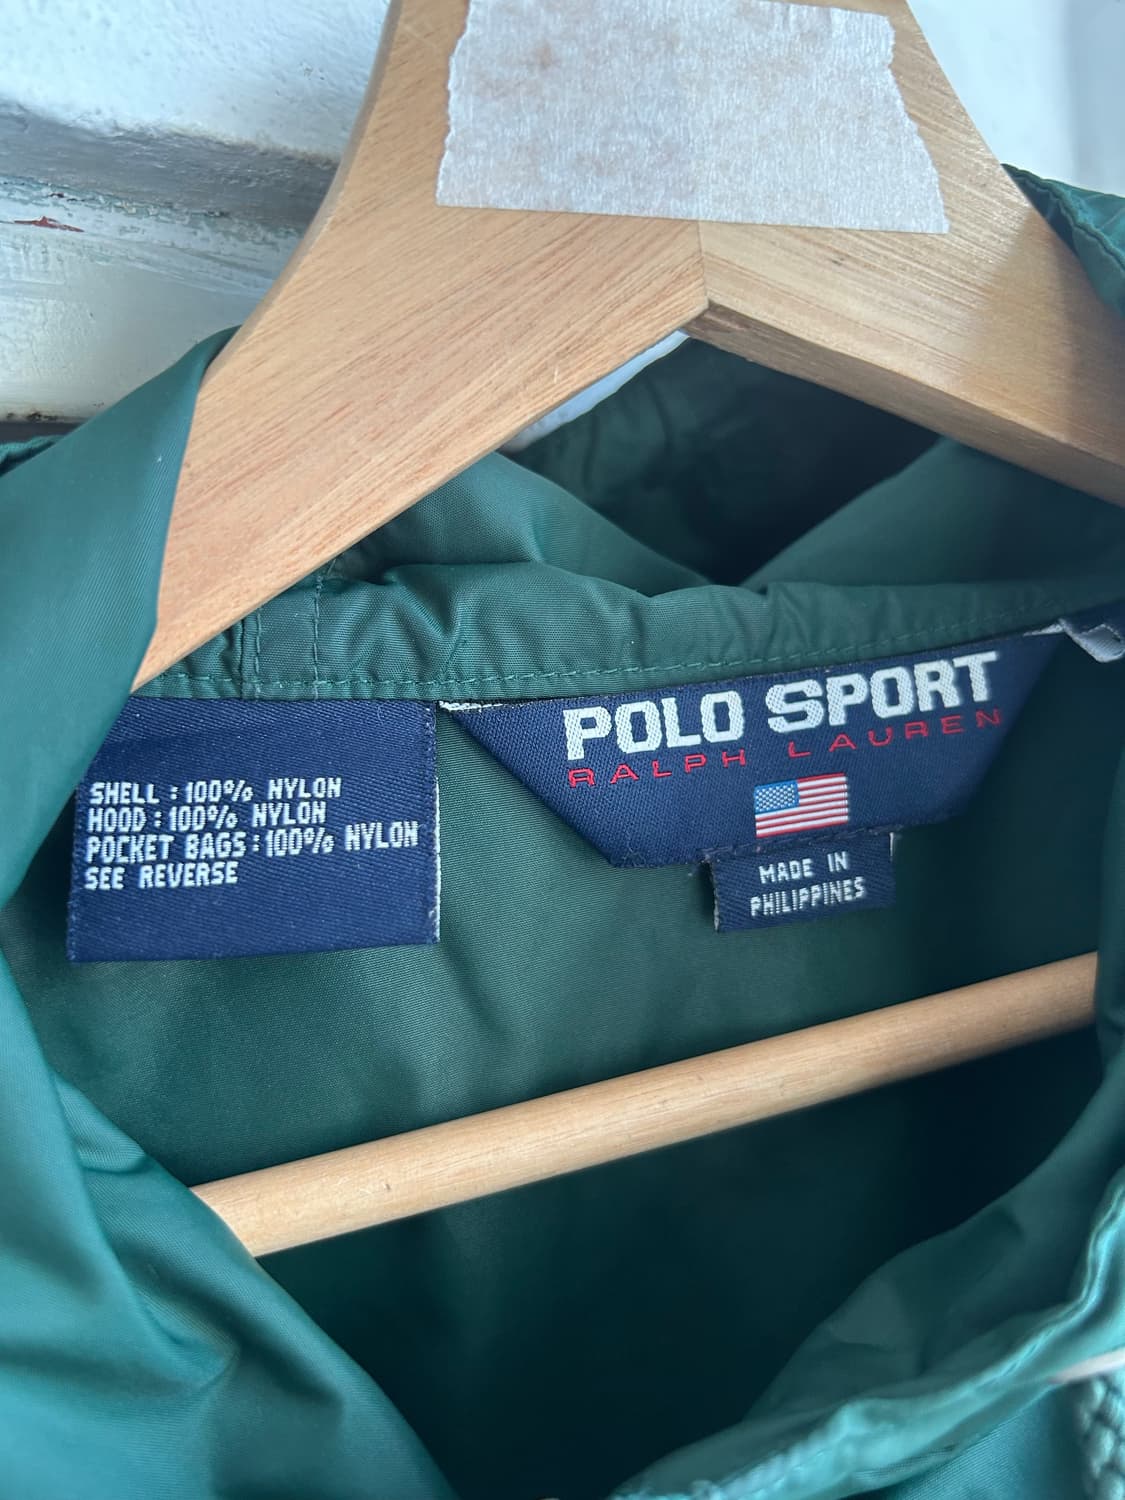 SHELL : 100% NYLON
HOOD : 100% NYLON
POCKET BAGS : 100% NYLON
SEE REVERSE
POLO SPORT
RALPH LAUREN
MADE IN
PHILIPPINES